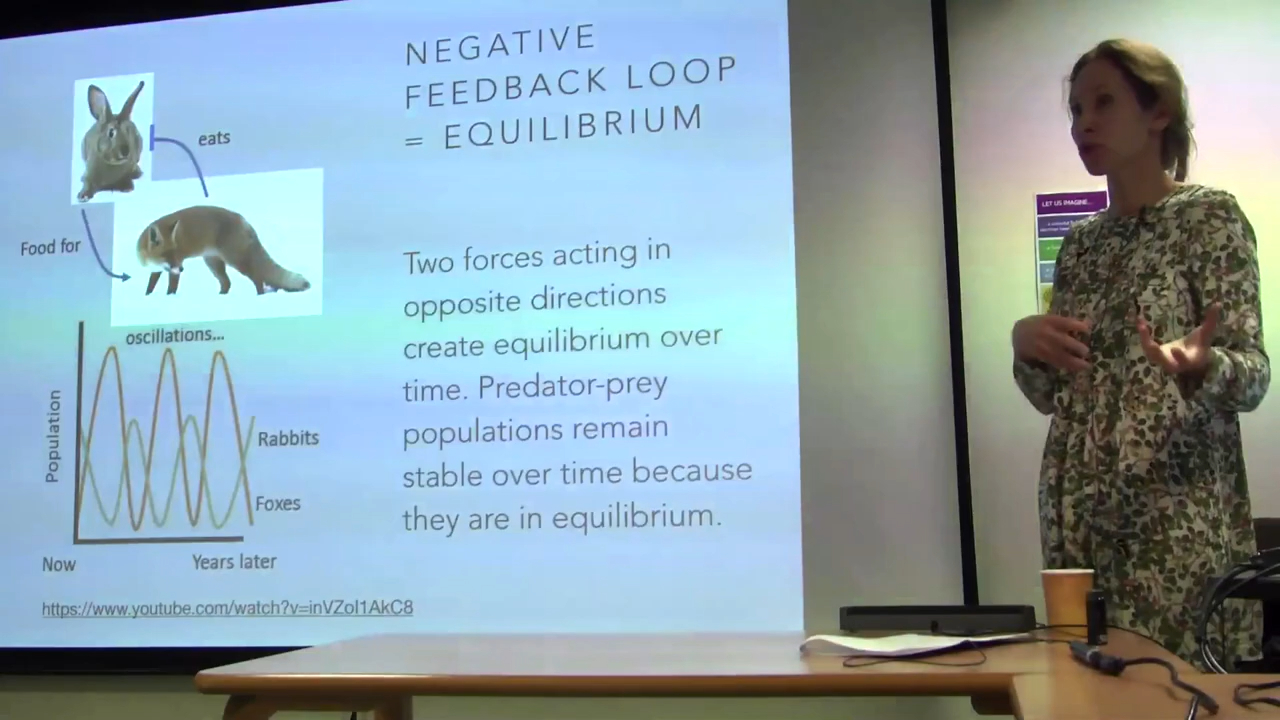 NEGATIVE
FEEDBACK LOOP
= EQUILIBRIUM
eats
Food for
Two forces acting in
opposite directions
create equilibrium over
time. Predator-prey
populations remain
stable over time because
they are in equilibrium.
oscillations...
Population
Rabbits
Foxes
Now
Years later
https://www.youtube.com/watch?v=inVZoI1AkC8
LET US IMAGINE...